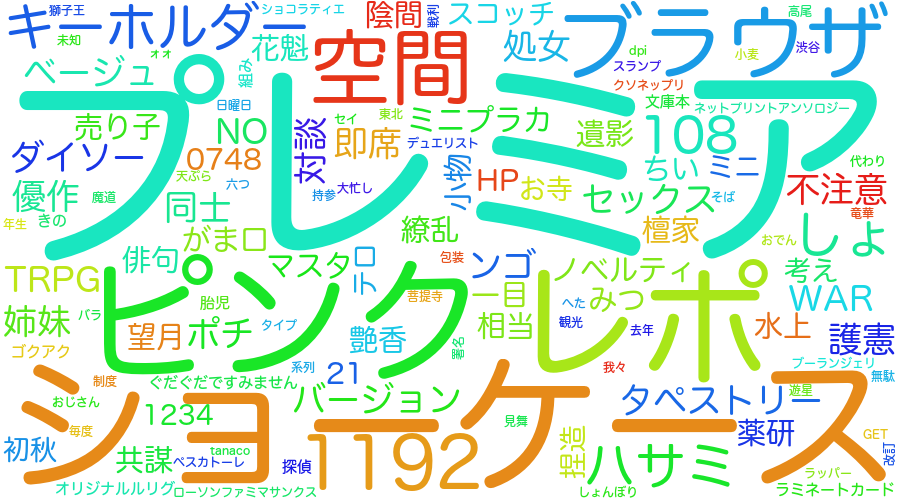 獅子王
ショコラティエ
陰間
裁判
スコッチ
ブラウザ
高尾
キーホルダー
未知
ォォ
花魁
空間
処女
dpi
スランプ
小麦
渋谷
ベージュ
組み
プレミア
クソネップリ
日曜日
文庫本
ネットプリントアンソロジー
売り子
NO
セイ
東北
ミニプラカ
遺影
108
ダイソー
0748
対談
即席
デュエリスト
ちい
ミニ
代わり
天ぷら
六つ
大忙し
持参
小物
HP
お寺
セックス
そば
不注意
優作
魔道
同士
きの
年生
竜華
がま口
繚乱
檀家
おでん
しょ
俳句
マスタ
テロ
包装
ンゴ
ノベルティ
考え
TRPG
ピンク
胎児
菩提寺
一目
みつ
レポ
WAR
姉妹
バラ
望月
ポチ
タイプ
艶香
へた
観光
相当
去年
水上
護憲
ゴクアク
署名
系列
21
我々
ブーランジェリ
無駄
制度
ぐだぐだですみません
おじさん
ショーケース
1234
バージョン
タペストリー
遊星
毎度
1192
見舞
薬研
GET
初秋
共謀
tanaco
ペスカトーレ
探偵
捏造
ハサミ
改訂
ラッパー
オリジナルルリグ
ローソンファミマサンクス
しょんぼり
ラミネートカード